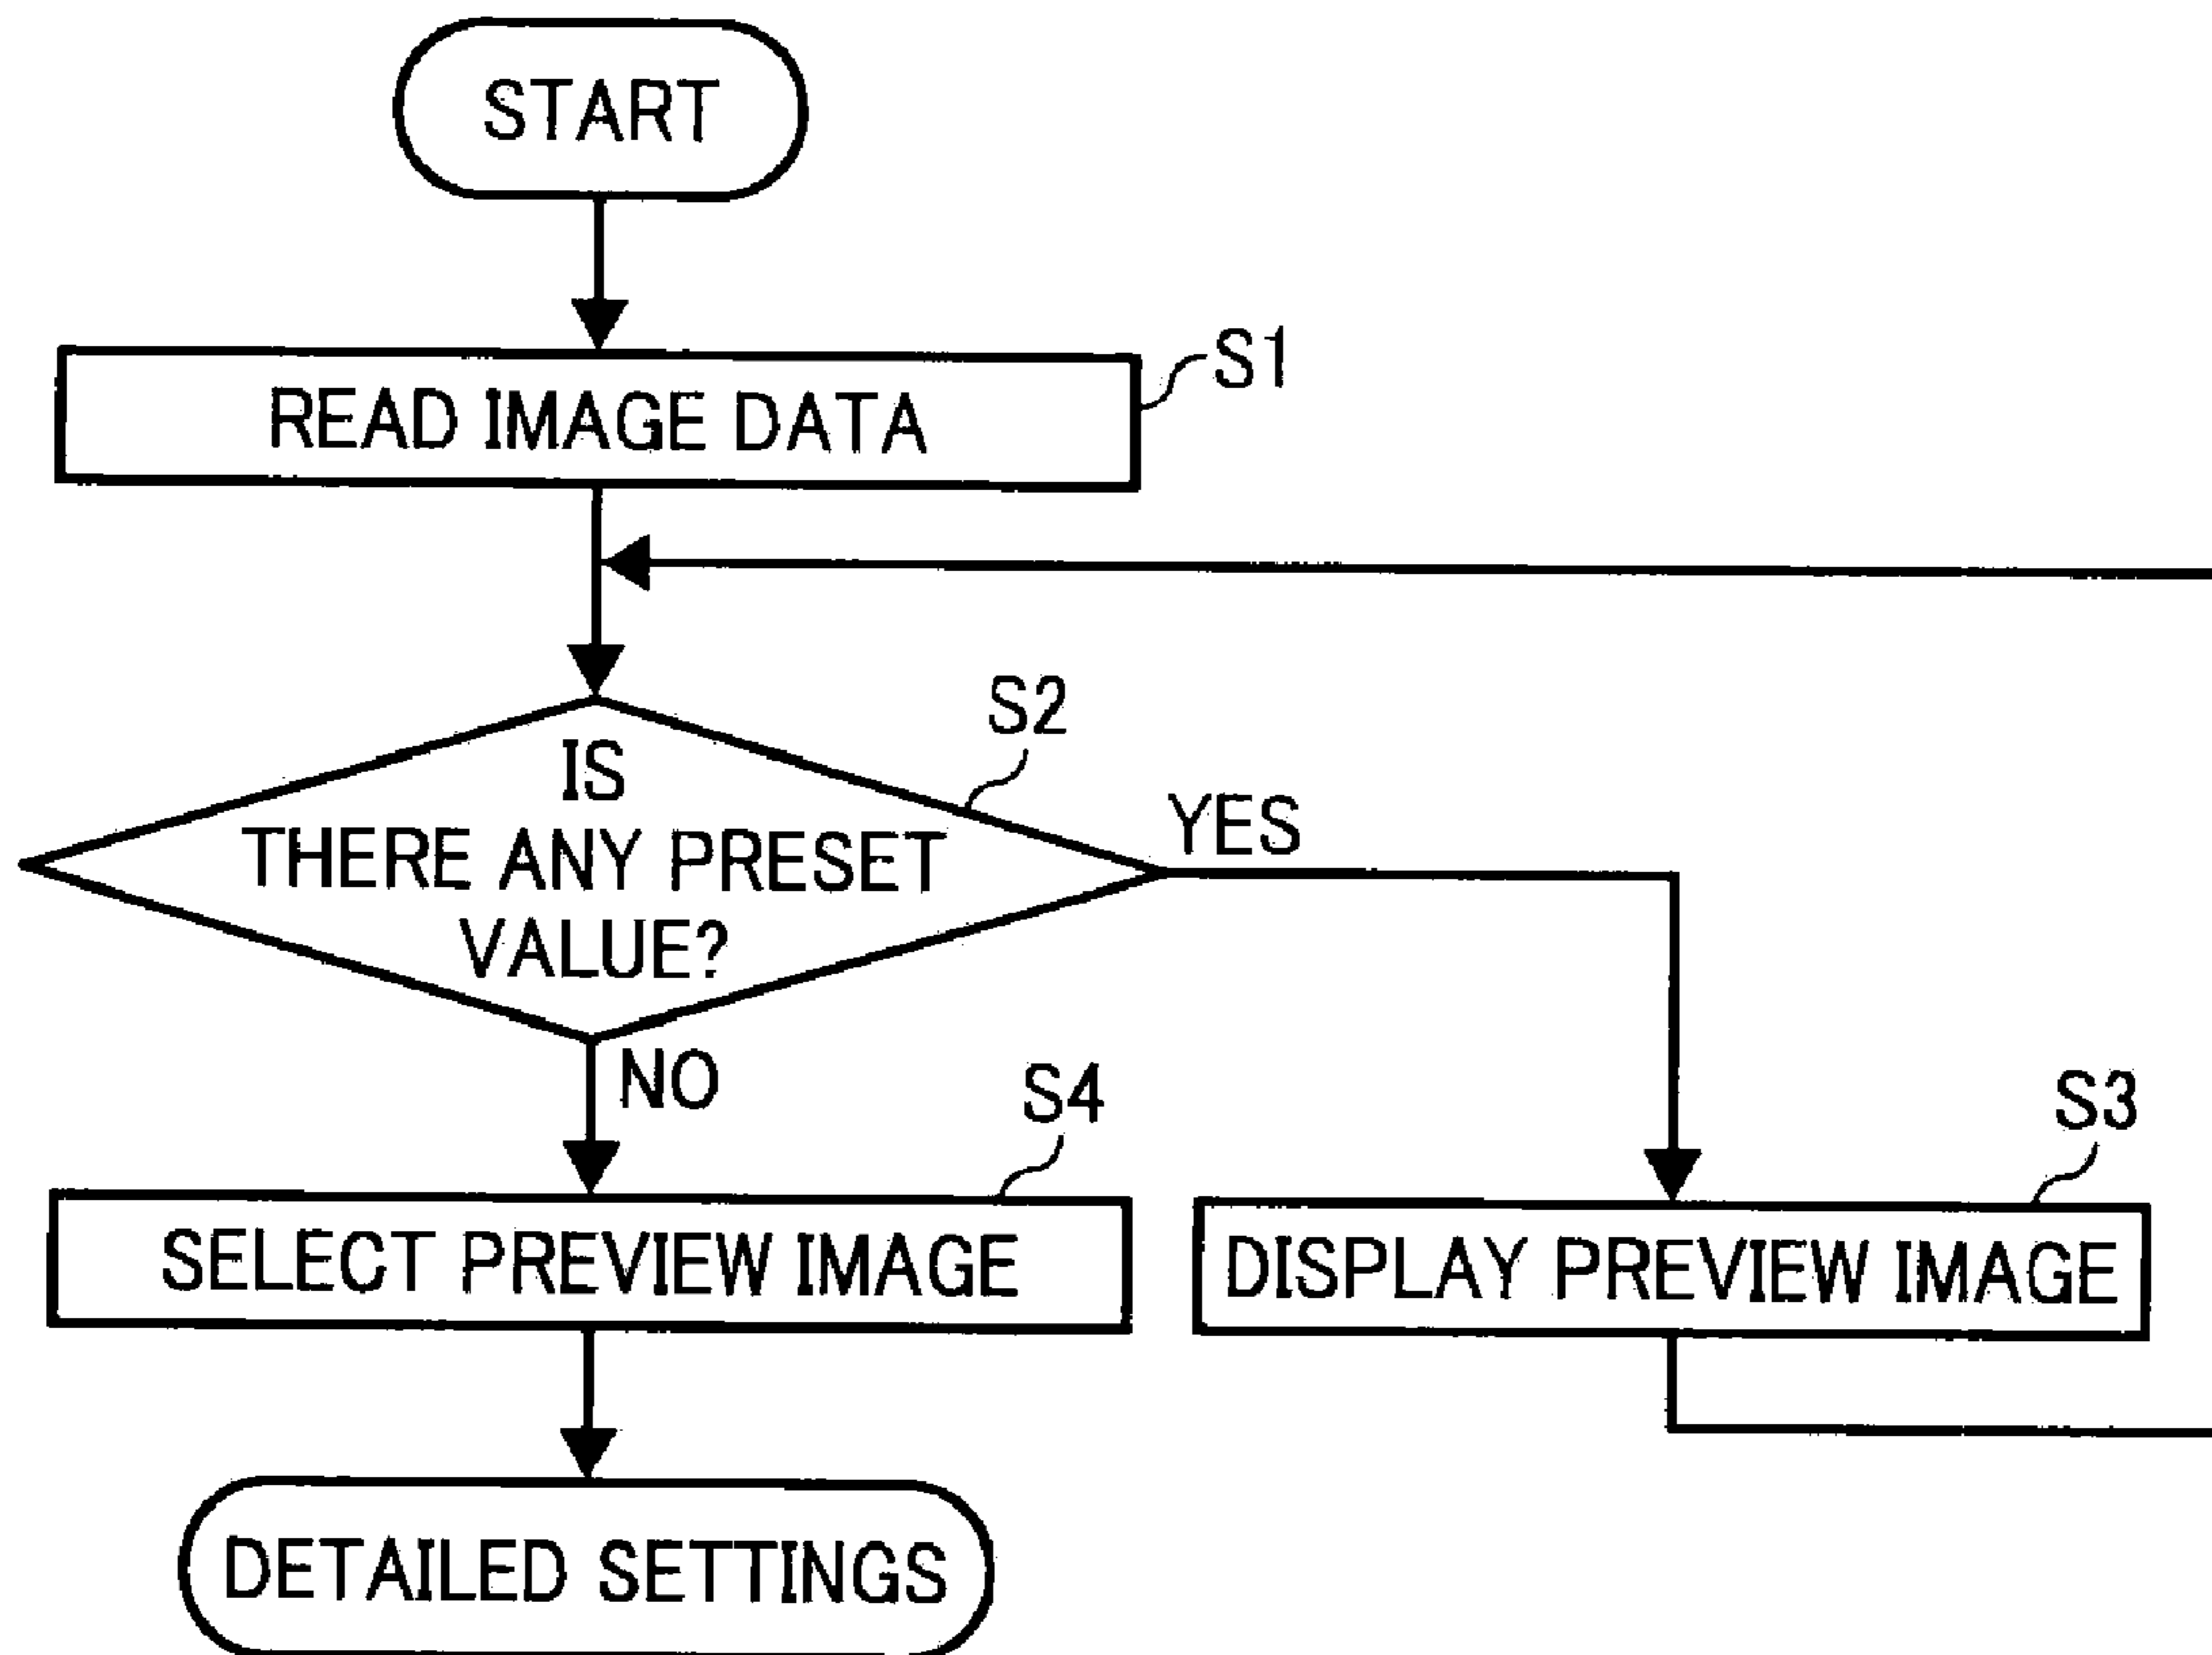 START
READ IMAGE DATA
S1
S2
IS
THERE ANY PRESET
VALUE?
YES
NO
S4
S3
SELECT PREVIEW IMAGE
DISPLAY PREVIEW IMAGE
DETAILED SETTINGS